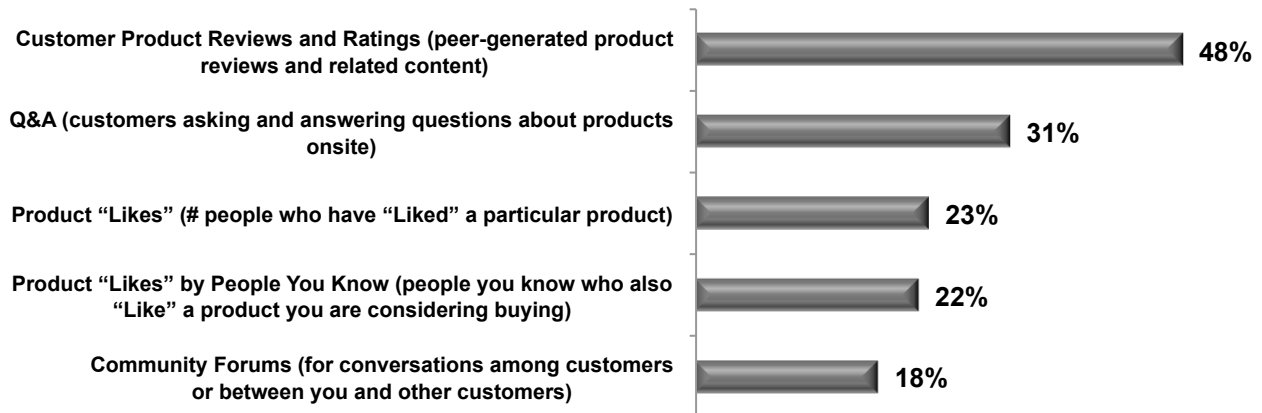 Customer Product Reviews and Ratings (peer-generated product
reviews and related content)
48%
Q&A (customers asking and answering questions about products
onsite)
31%
Product “Likes” (# people who have “Liked” a particular product)
23%
Product “Likes” by People You Know (people you know who also
“Like” a product you are considering buying)
22%
Community Forums (for conversations among customers
or between you and other customers)
18%